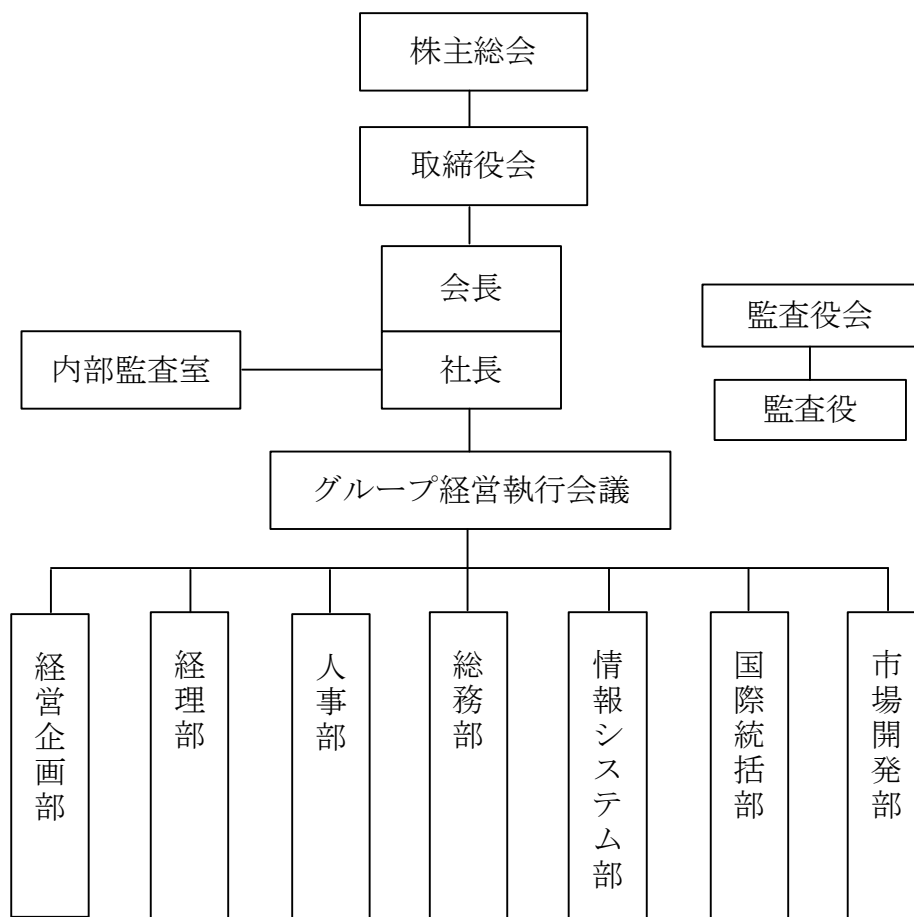 株主総会
取締役会
会長
監査役会
内部監査室
社長
監査役
グループ経営執行会議
経営企画部
経理部
人事部
総務部
情報システム部
国際統括部
市場開発部